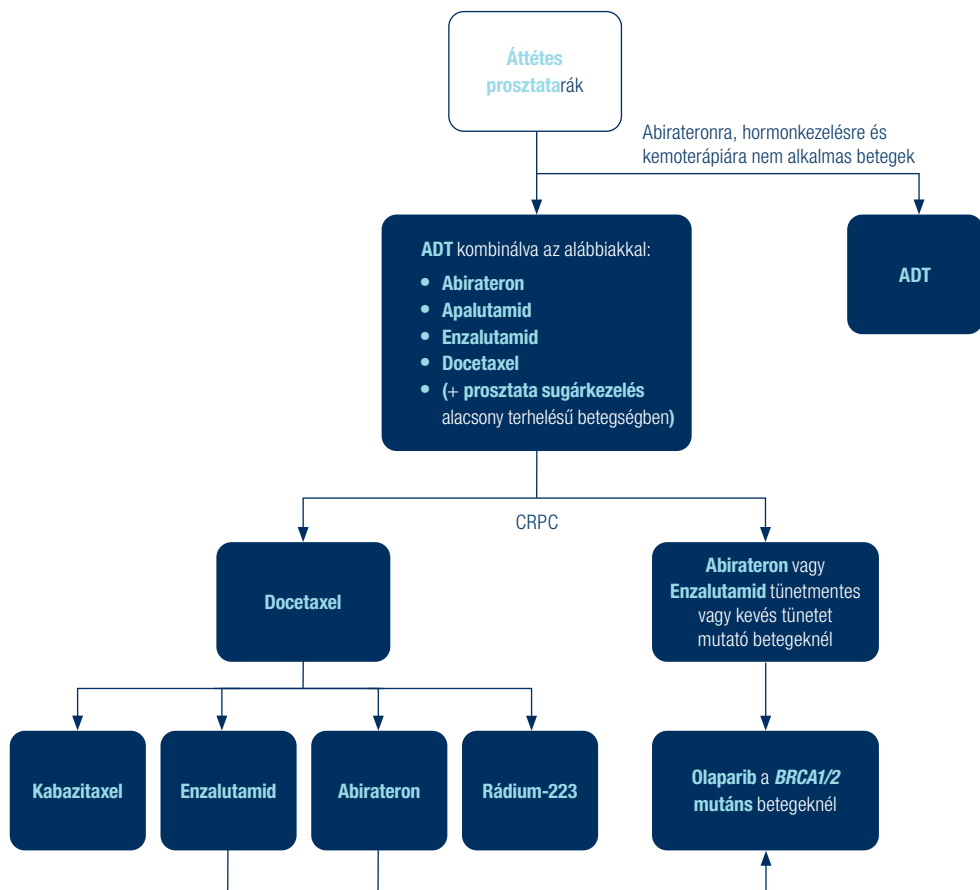 Áttétes
prosztatarák
Abirateronra, hormonkezelésre és
kemoterápiára nem alkalmas betegek
ADT kombinálva az alábbiakkal:
• Abirateron
• Apalutamid
• Enzalutamid
• Docetaxel
• (+ prosztata sugárkezelés
alacsony terhelésű betegségben)
ADT
CRPC
Docetaxel
Abirateron vagy
Enzalutamid tünetmentes
vagy kevés tünetet
mutató betegeknél
Kabazitaxel
Enzalutamid
Abirateron
Rádium-223
Olaparib a BRCA1/2
mutáns betegeknél